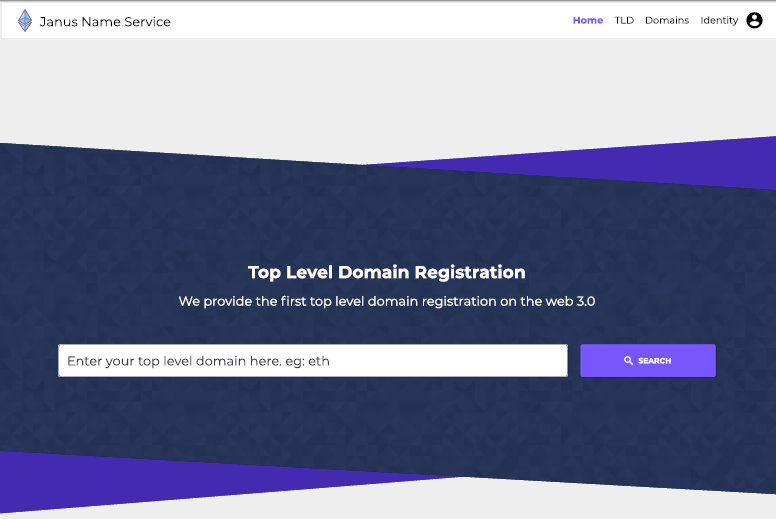 Janus Name Service
Home TLD Domains Identity
Top Level Domain Registration
We provide the first top level domain registration on the web 3.0
Enter your top level domain here. eg: eth
SEARCH